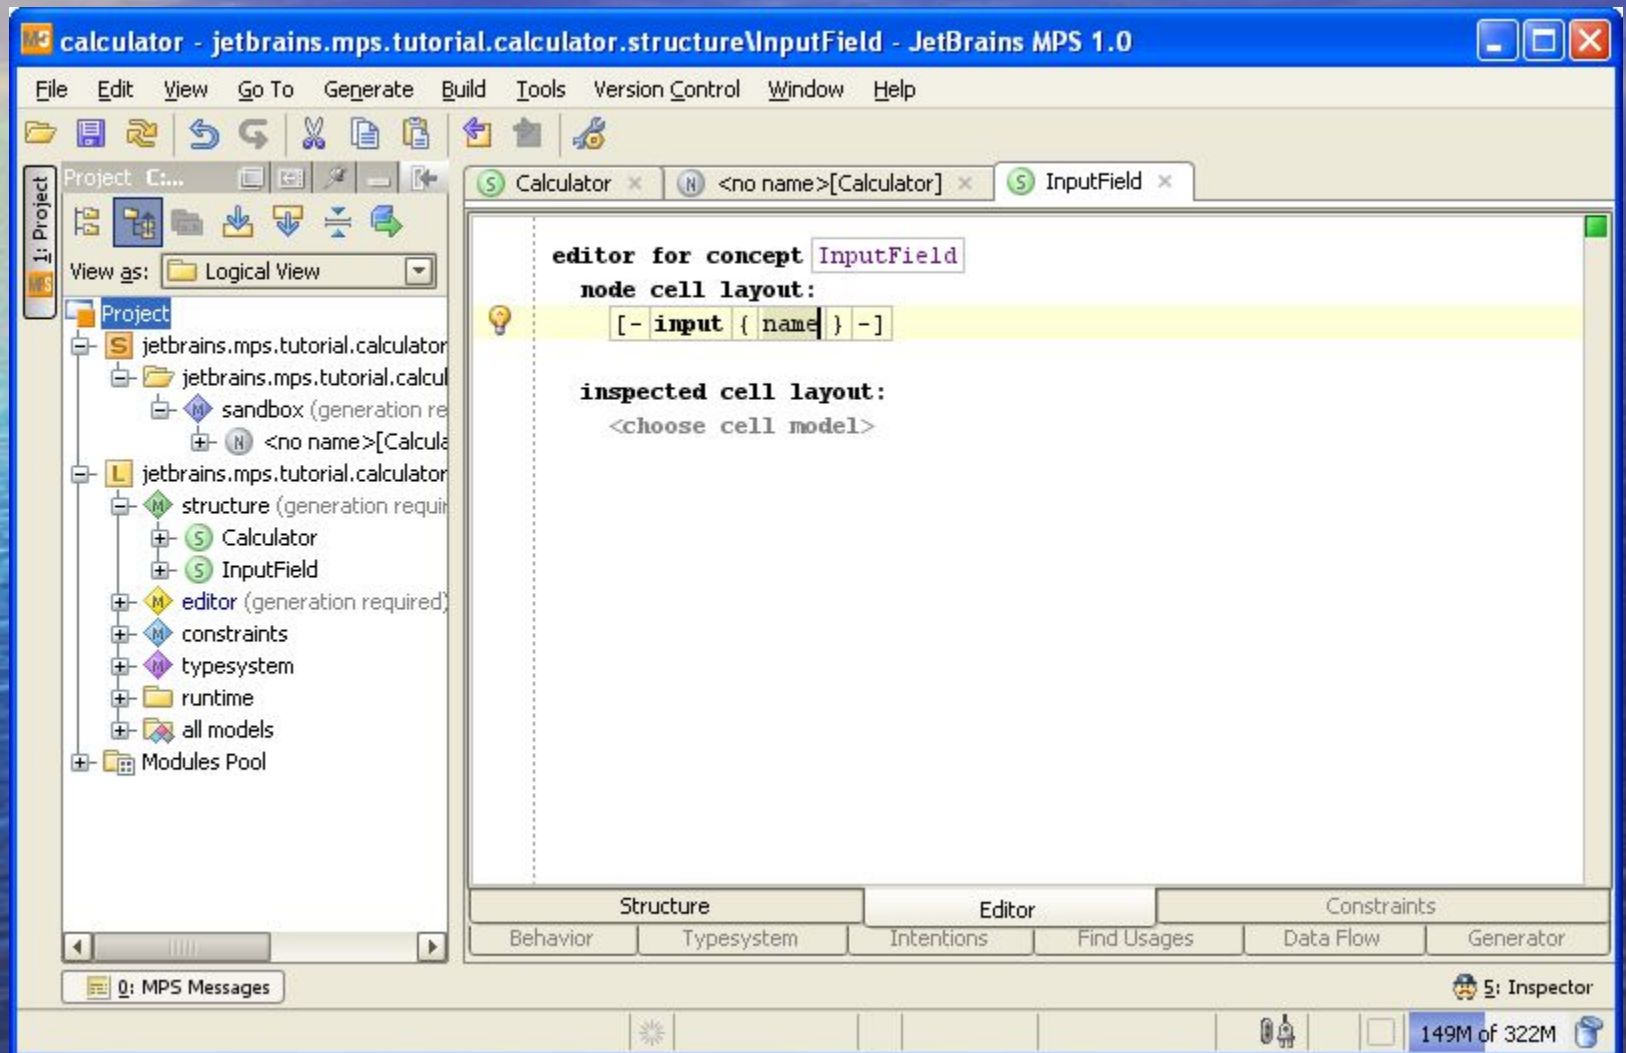 MPS calculator - jetbrains.mps.tutorial.calculator.structure\InputField - JetBrains MPS 1.0
File Edit View Go To Generate Build Tools Version Control Window Help
1: Project
MPS
Project C:...
View as: Logical View
Project
S jetbrains.mps.tutorial.calculator
jetbrains.mps.tutorial.calcul
M sandbox (generation re
N <no name>[Calcula
L jetbrains.mps.tutorial.calculator
M structure (generation requir
S Calculator
S InputField
M editor (generation required)
M constraints
M typesystem
runtime
all models
Modules Pool
S Calculator × N <no name>[Calculator] × S InputField ×
editor for concept InputField
node cell layout:
[- input { name } -]
inspected cell layout:
<choose cell model>
Structure Editor Constraints
Behavior Typesystem Intentions Find Usages Data Flow Generator
0: MPS Messages
5: Inspector
149M of 322M